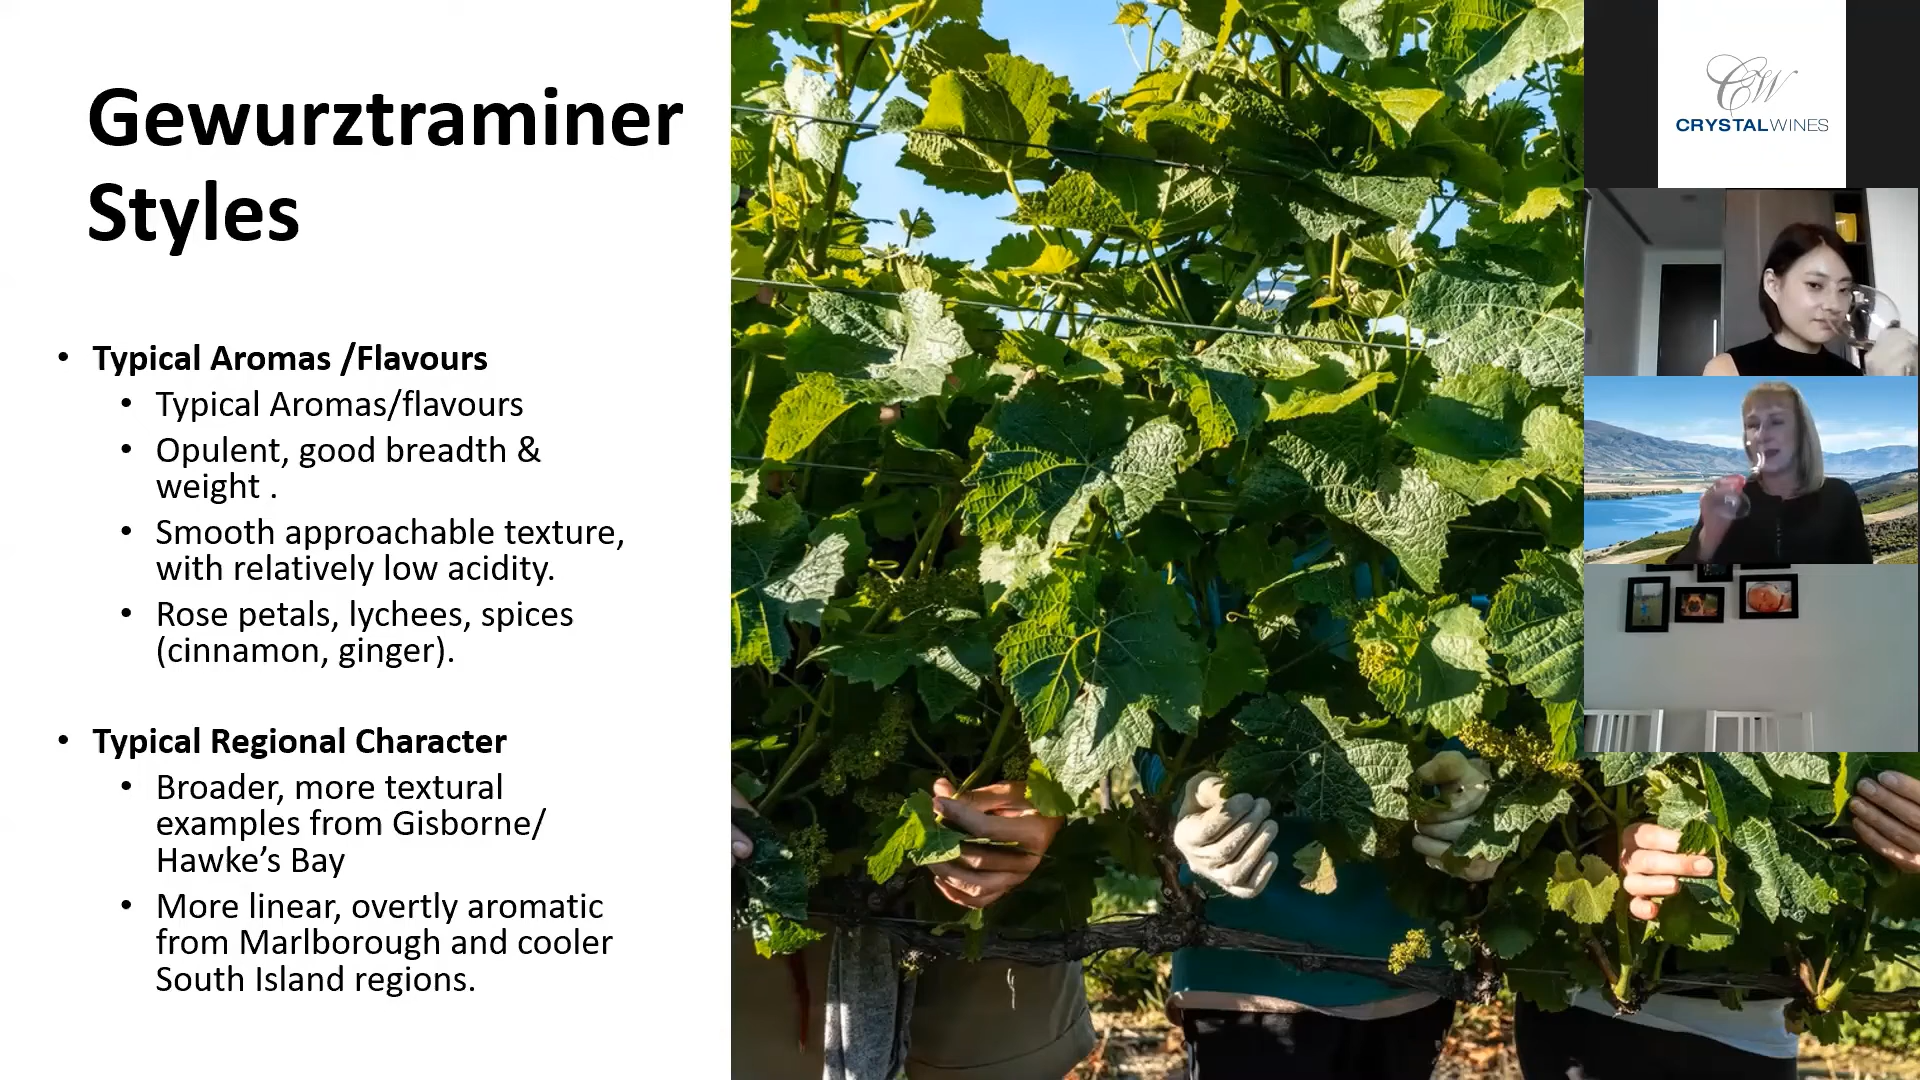 Gewurztraminer
Styles
• Typical Aromas /Flavours
• Typical Aromas/flavours
• Opulent, good breadth &
weight .
• Smooth approachable texture,
with relatively low acidity.
• Rose petals, lychees, spices
(cinnamon, ginger).
• Typical Regional Character
• Broader, more textural
examples from Gisborne/
Hawke’s Bay
• More linear, overtly aromatic
from Marlborough and cooler
South Island regions.
CW
CRYSTALWINES